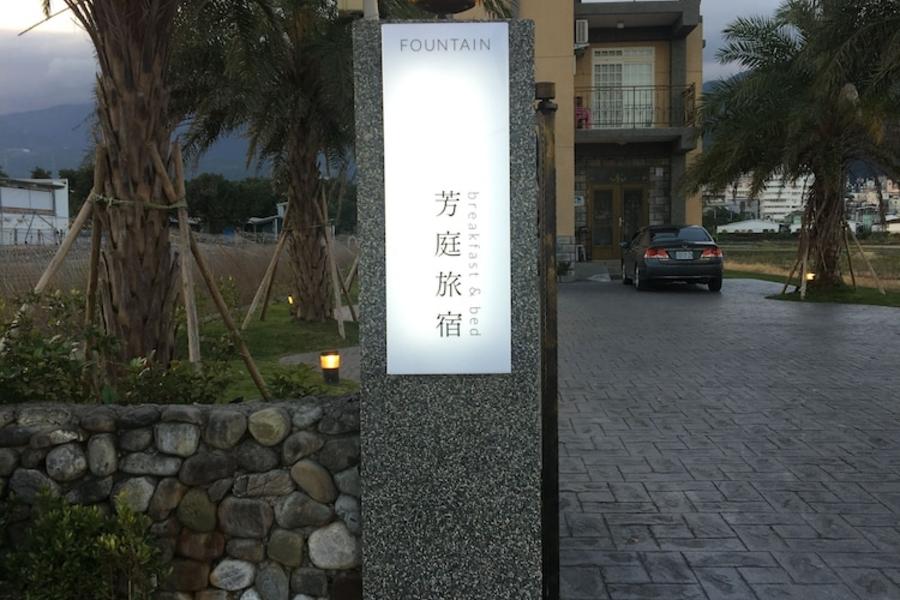 FOUNTAIN
芳庭旅宿
breakfast & bed